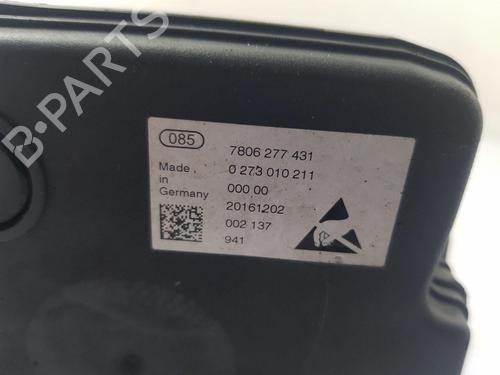 B-PARTS
085
7806 277 431
Made 0 273 010 211
in 000 00
Germany 20161202
002 137
941